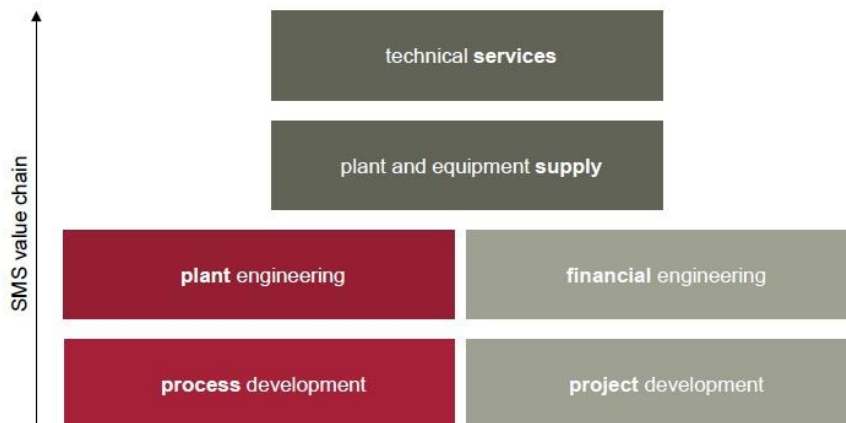 technical services
plant and equipment supply
plant engineering
financial engineering
process development
project development
SMS value chain